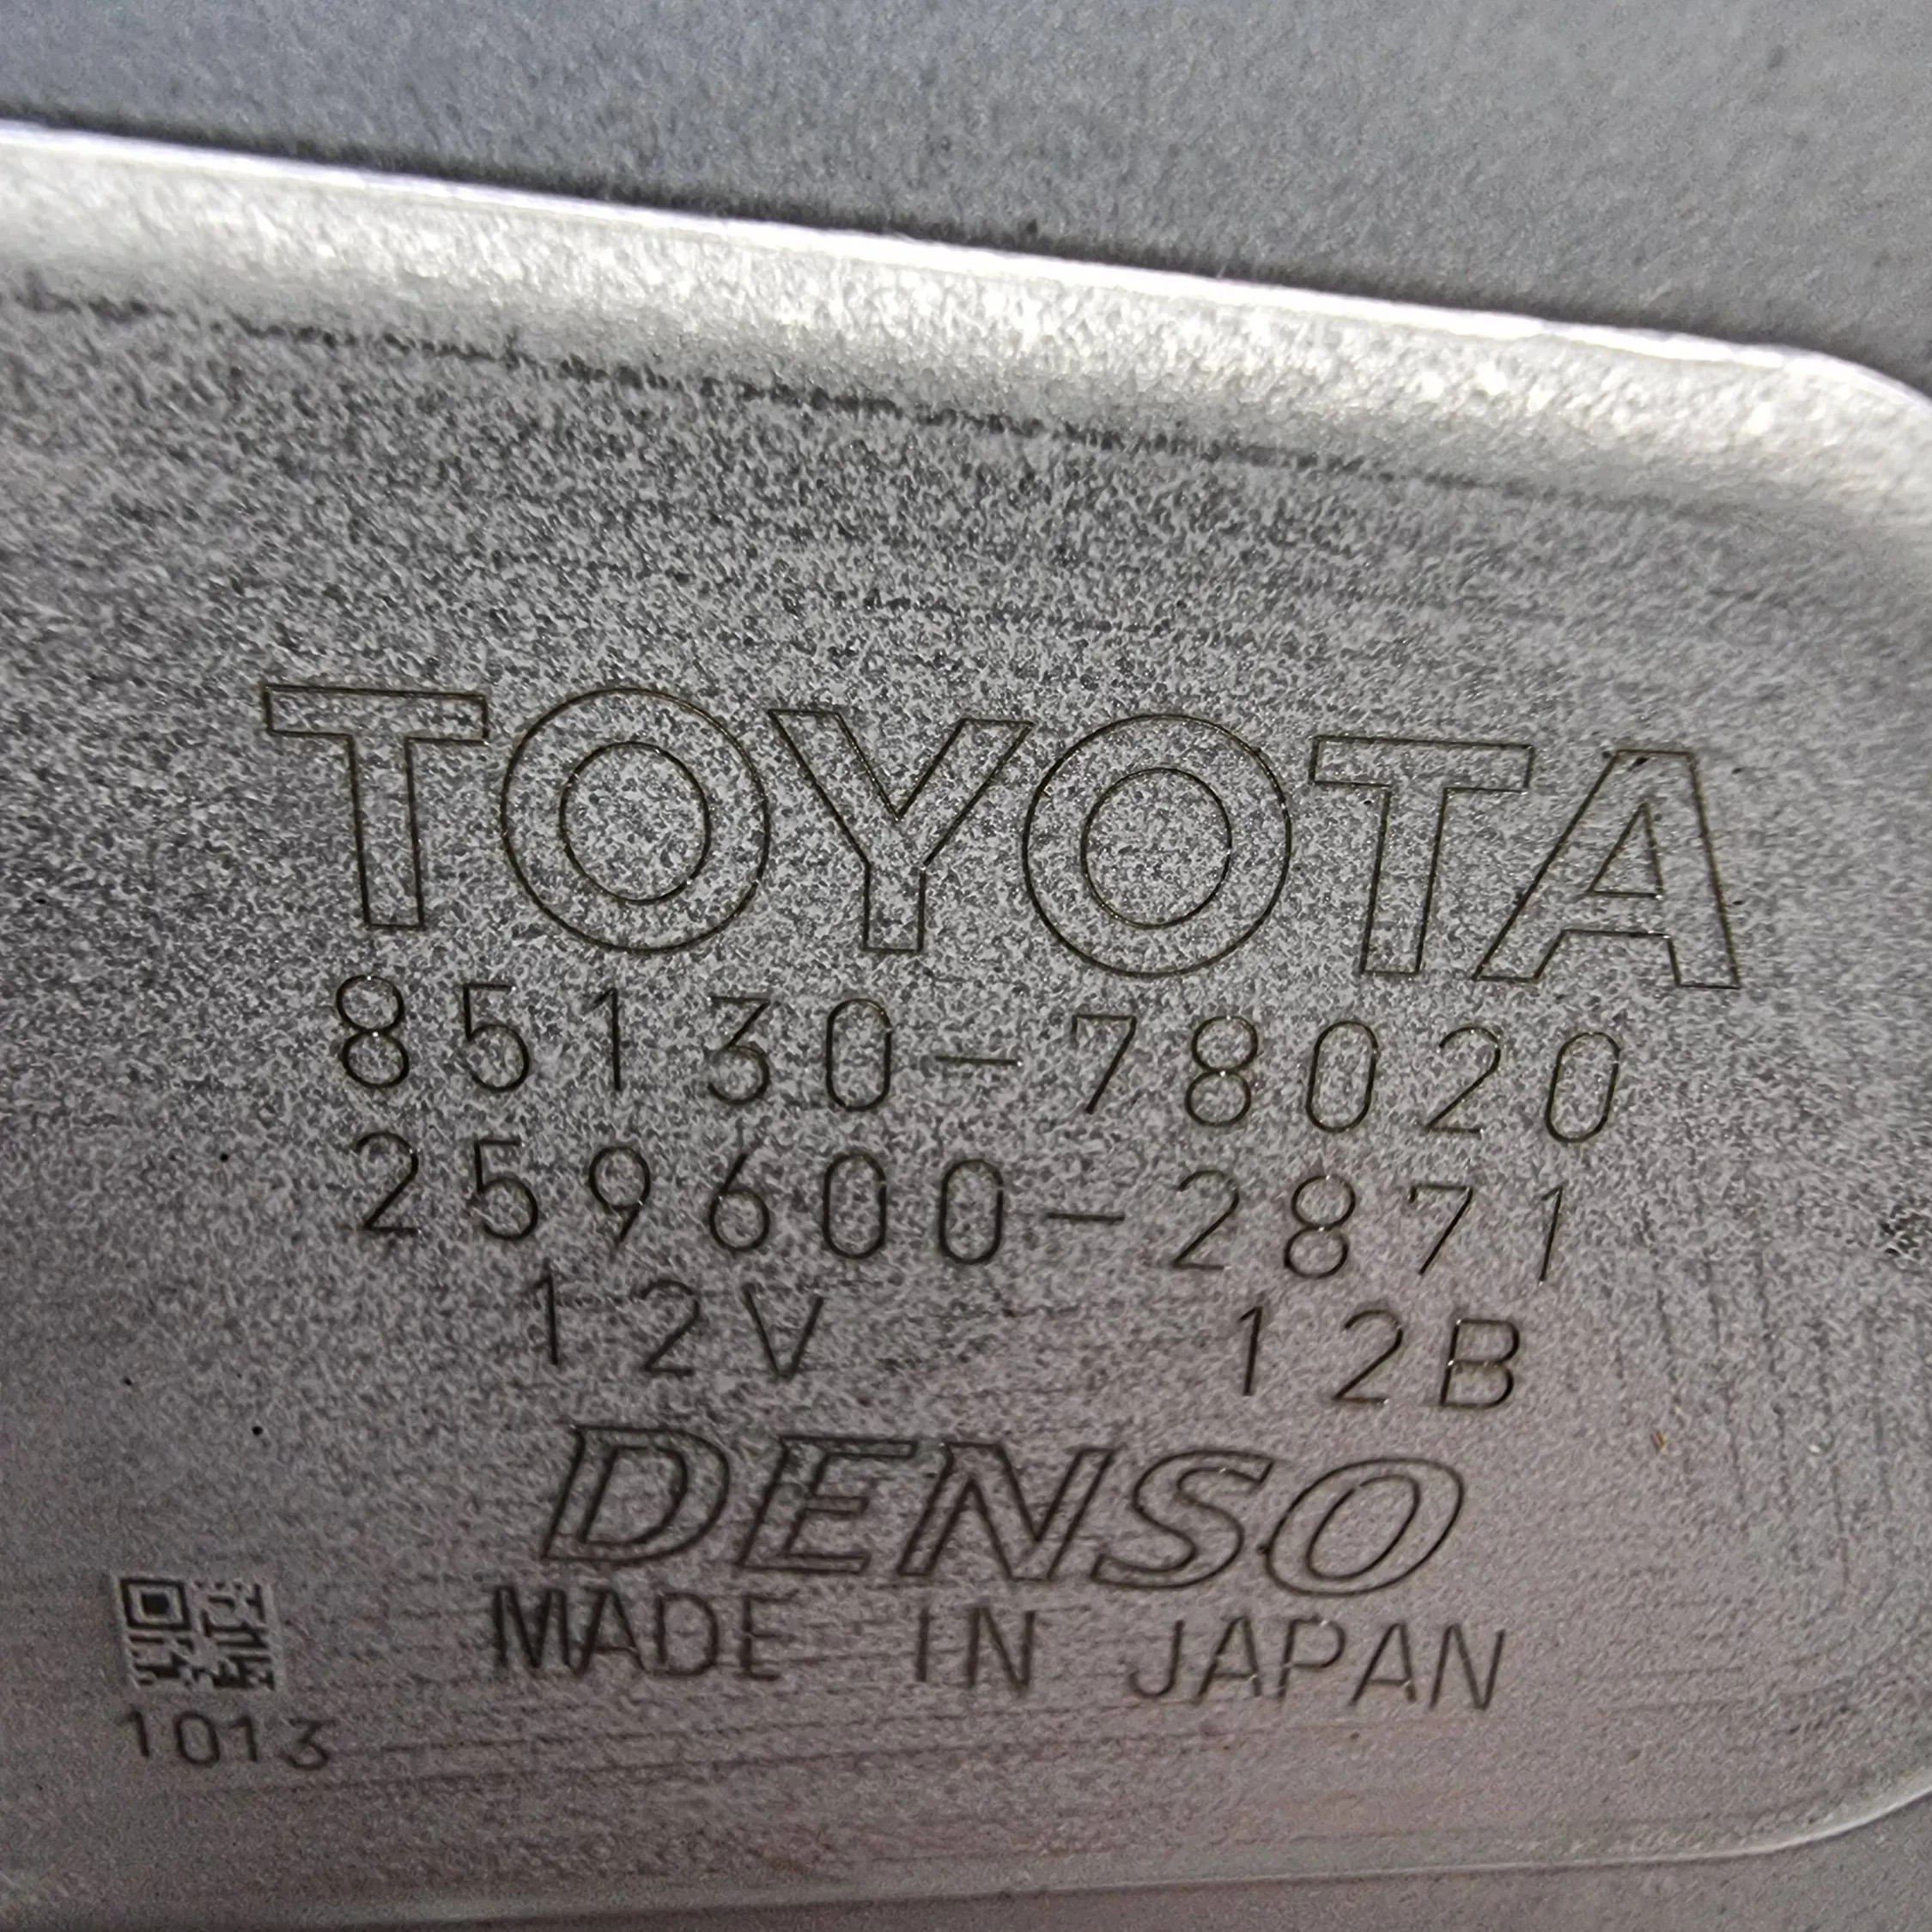 TOYOTA
85130-78020
259600-2871
12V 12B
DENSO
MADE IN JAPAN
1013